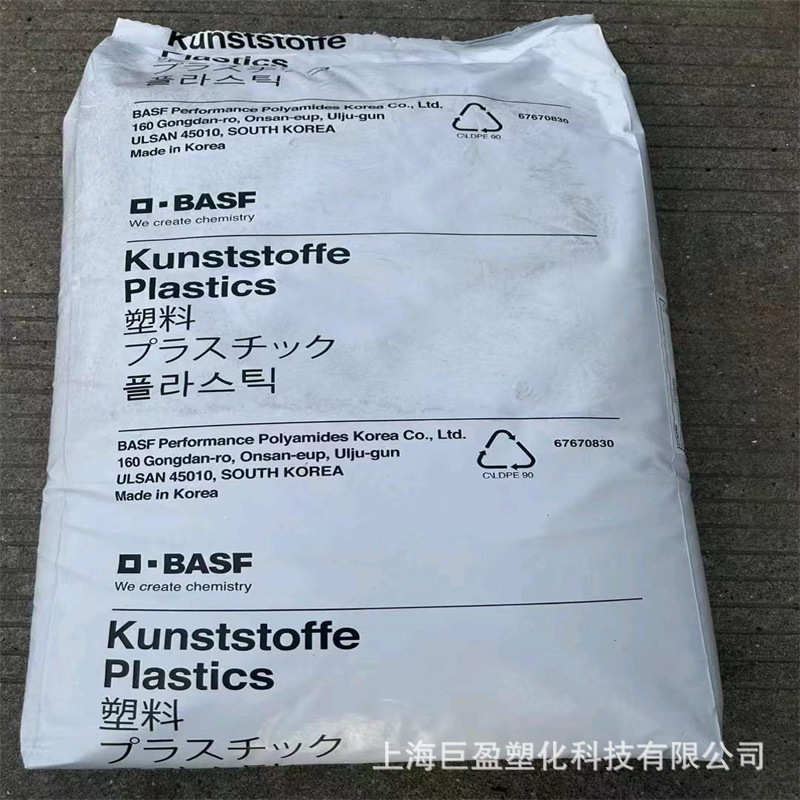 Kunststoffe
Plastics
プラスチック
플라스틱
BASF Performance Polyamides Korea Co., Ltd.
160 Gongdan-ro, Onsan-eup, Ulju-gun
ULSAN 45010, SOUTH KOREA
Made in Korea
C\LDPE 90
67670830
BASF
We create chemistry
Kunststoffe
Plastics
塑料
プラスチック
플라스틱
BASF Performance Polyamides Korea Co., Ltd.
160 Gongdan-ro, Onsan-eup, Ulju-gun
ULSAN 45010, SOUTH KOREA
Made in Korea
C\LDPE 90
67670830
BASF
We create chemistry
Kunststoffe
Plastics
塑料
プラスチック
上海巨盈塑化科技有限公司